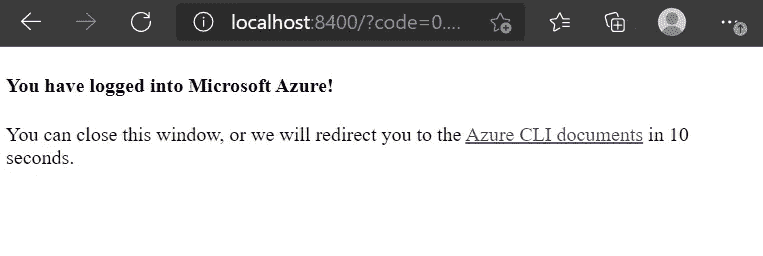 localhost:8400/?code=0....
You have logged into Microsoft Azure!
You can close this window, or we will redirect you to the Azure CLI documents in 10
seconds.